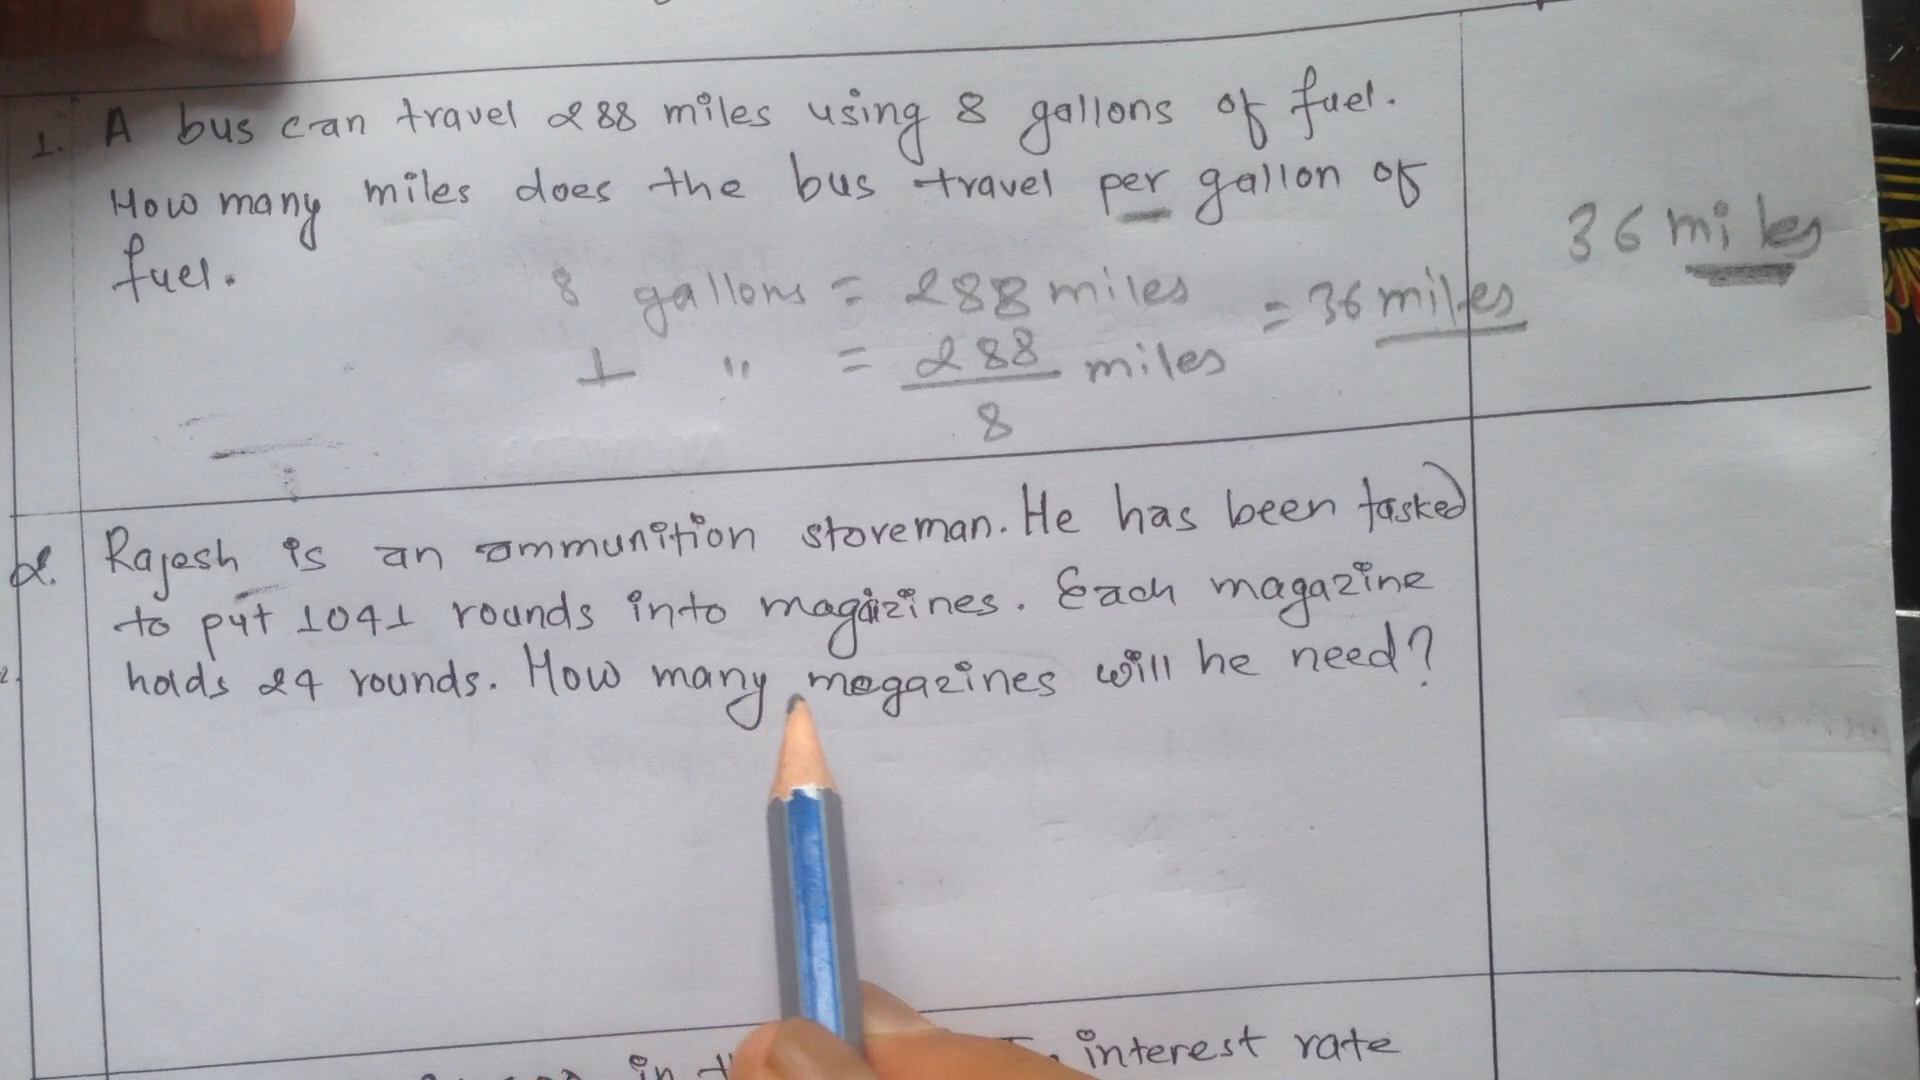 1. A bus can travel 288 miles using 8 gallons of fuel.
How many miles does the bus travel per gallon of
fuel.
8 gallons = 288 miles = 36 miles
36 miles
1 " = 288 miles
8
2. Rajesh is an ammunition storeman. He has been tasked
to put 1041 rounds into magazines. Each magazine
holds 24 rounds. How many megazines will he need?
in interest rate